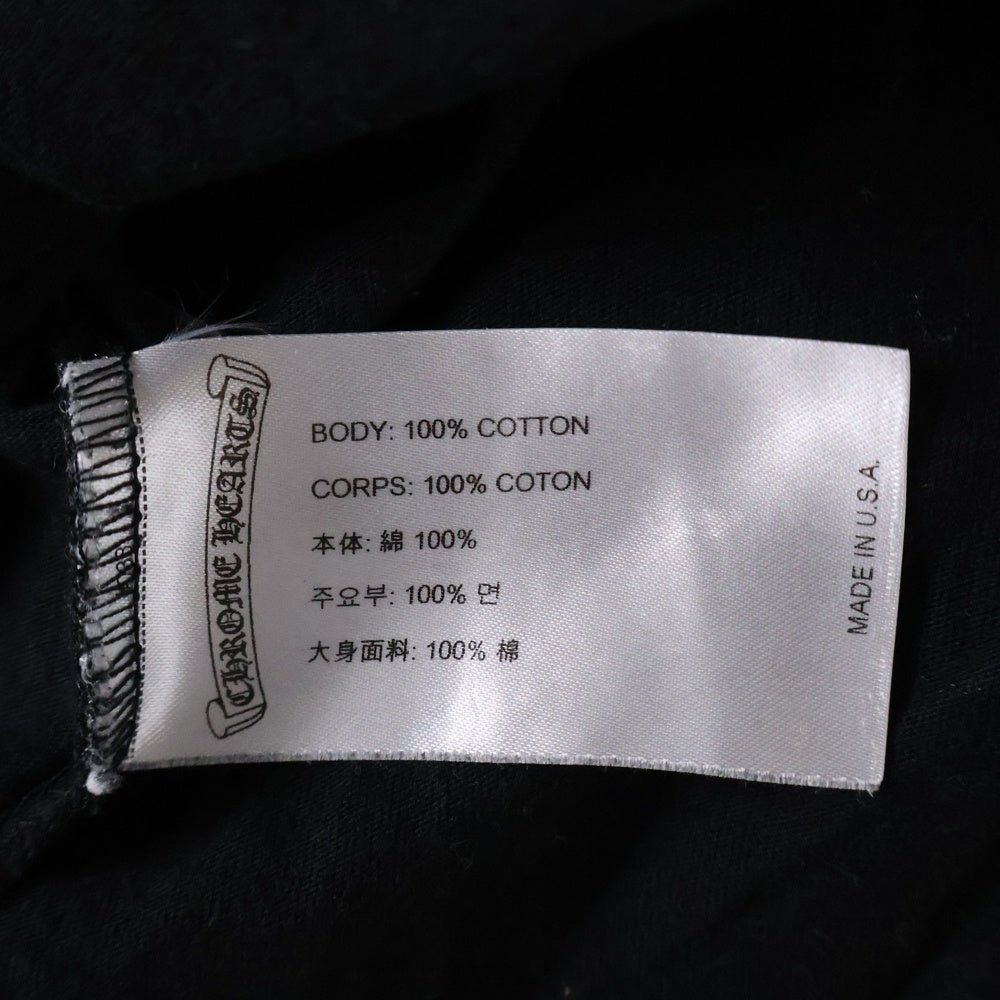 CHROME HEARTS
BODY: 100% COTTON
CORPS: 100% COTON
本体: 綿 100%
주요부: 100% 면
大身面料: 100% 棉
MADE IN U.S.A.